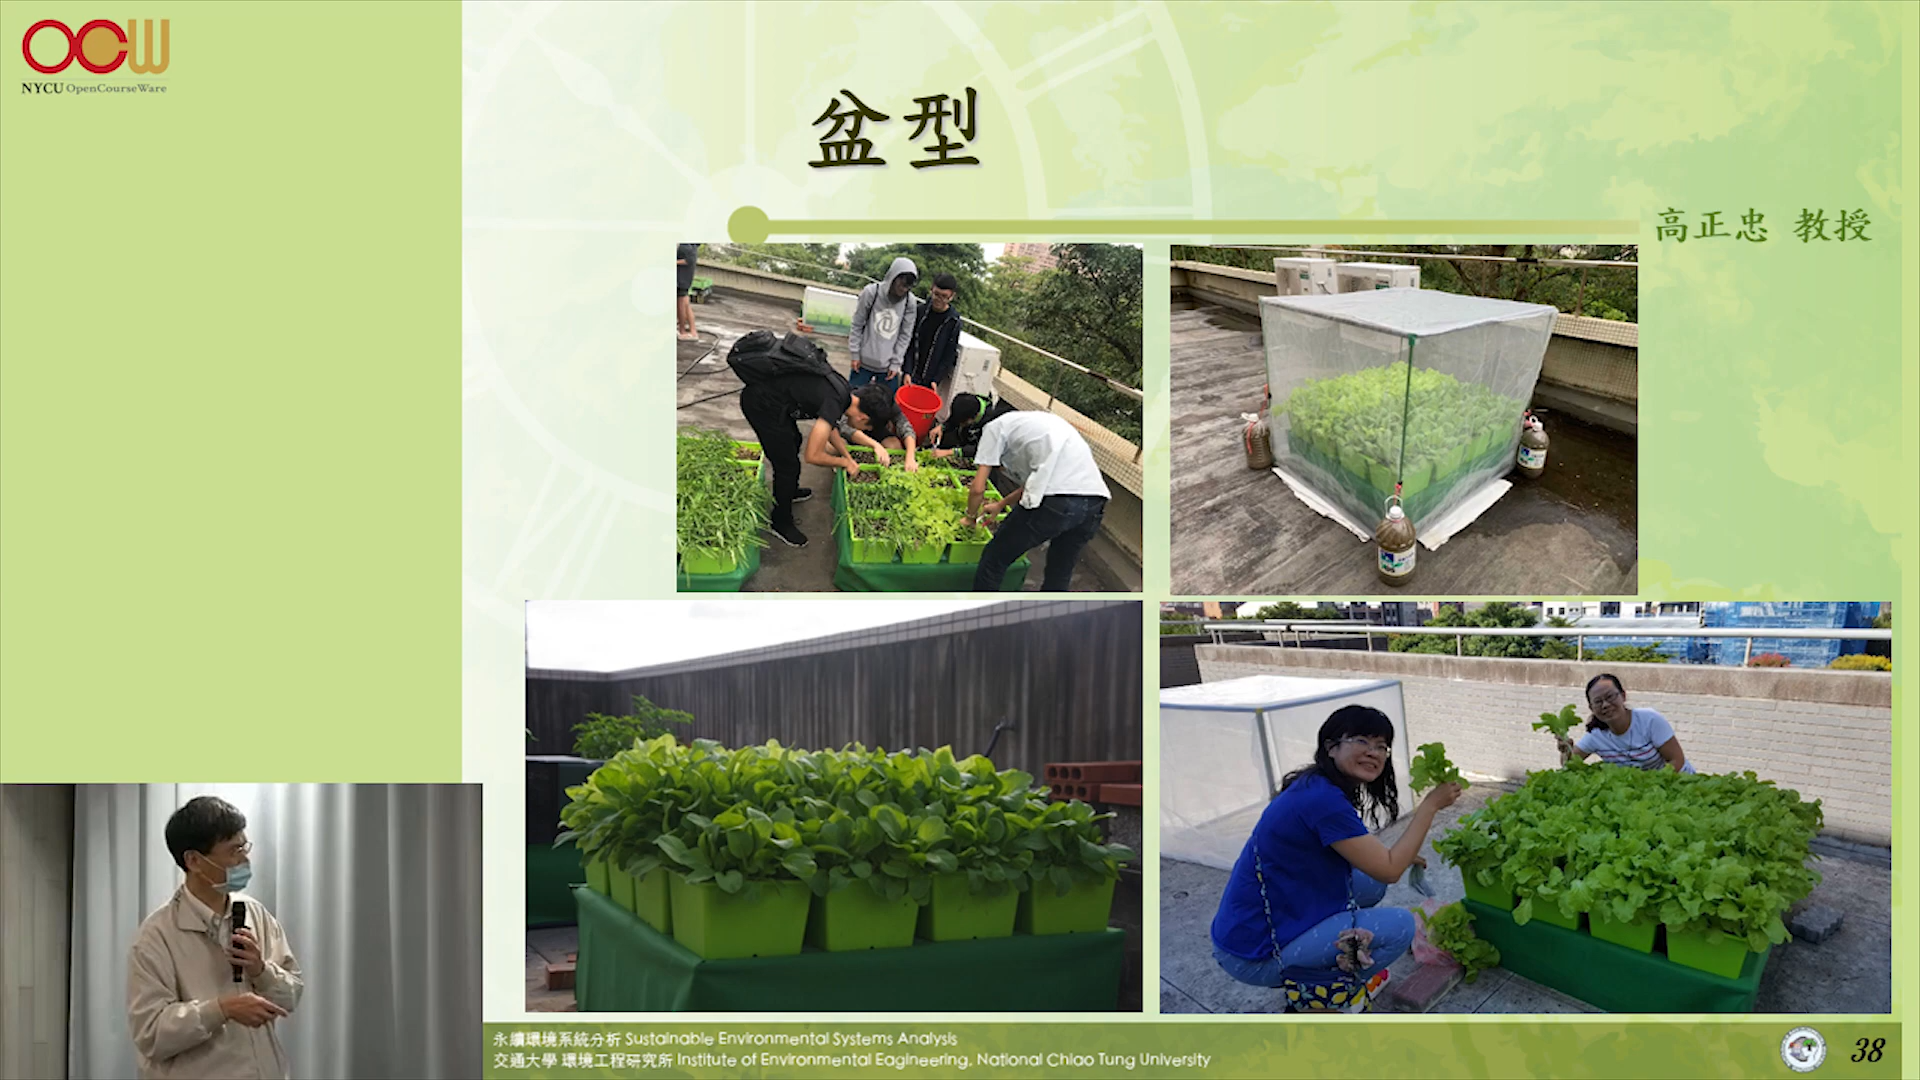 OCW
NYCU OpenCourseWare
盆型
高正忠 教授
永續環境系統分析 Sustainable Environmental Systems Analysis
交通大學 環境工程研究所 Institute of Environmental Eagineering, National Chiao Tung University
38